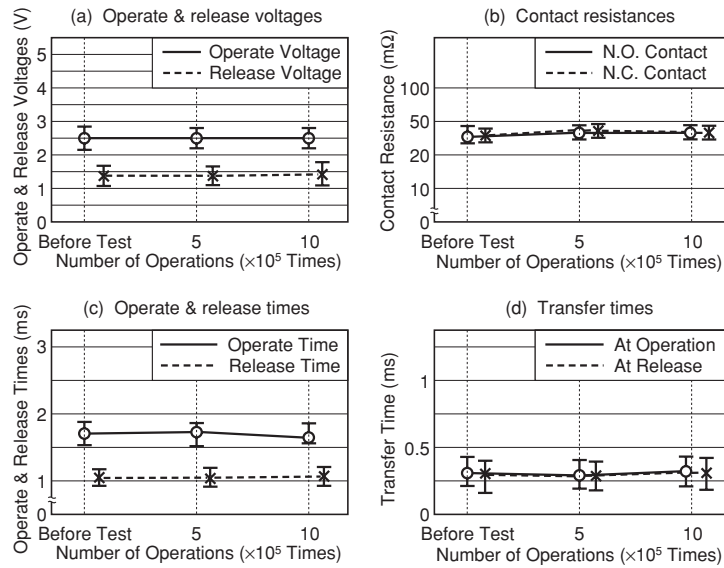 (a) Operate & release voltages
Operate & Release Voltages (V)
5
4
3
2
1
0
Operate Voltage
Release Voltage
Before Test 5 10
Number of Operations (×10⁵ Times)
(b) Contact resistances
Contact Resistance (mΩ)
100
50
20
10
0
N.O. Contact
N.C. Contact
Before Test 5 10
Number of Operations (×10⁵ Times)
(c) Operate & release times
Operate & Release Times (ms)
3
2
1
0
Operate Time
Release Time
Before Test 5 10
Number of Operations (×10⁵ Times)
(d) Transfer times
Transfer Time (ms)
1
0.5
0
At Operation
At Release
Before Test 5 10
Number of Operations (×10⁵ Times)